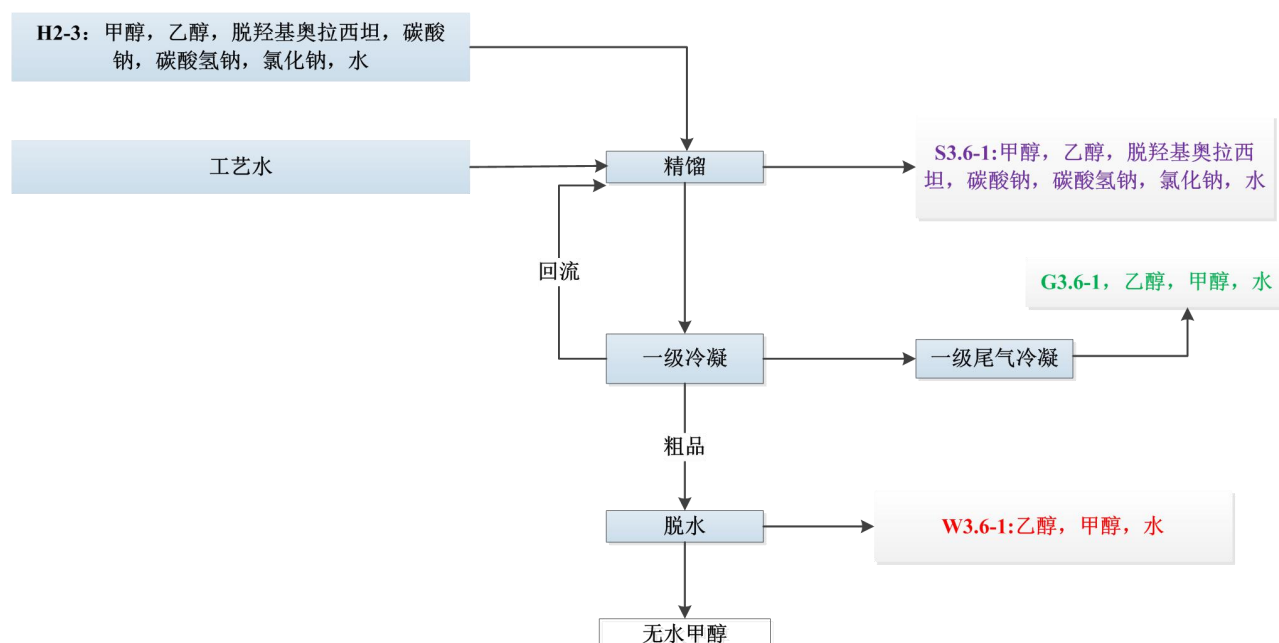 H2-3：甲醇，乙醇，脱羟基奥拉西坦，碳酸
钠，碳酸氢钠，氯化钠，水
工艺水
精馏
S3.6-1:甲醇，乙醇，脱羟基奥拉西
坦，碳酸钠，碳酸氢钠，氯化钠，水
回流
G3.6-1，乙醇，甲醇，水
一级冷凝
一级尾气冷凝
粗品
脱水
W3.6-1:乙醇，甲醇，水
无水甲醇